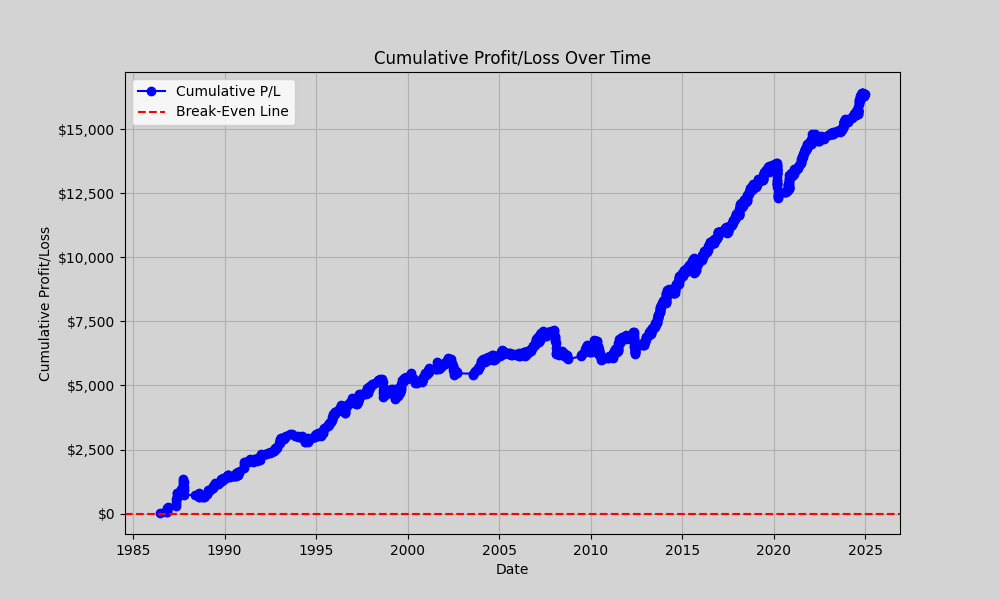 Cumulative Profit/Loss Over Time
Cumulative P/L
Break-Even Line
Cumulative Profit/Loss
$15,000
$12,500
$10,000
$7,500
$5,000
$2,500
$0
1985 1990 1995 2000 2005 2010 2015 2020 2025
Date